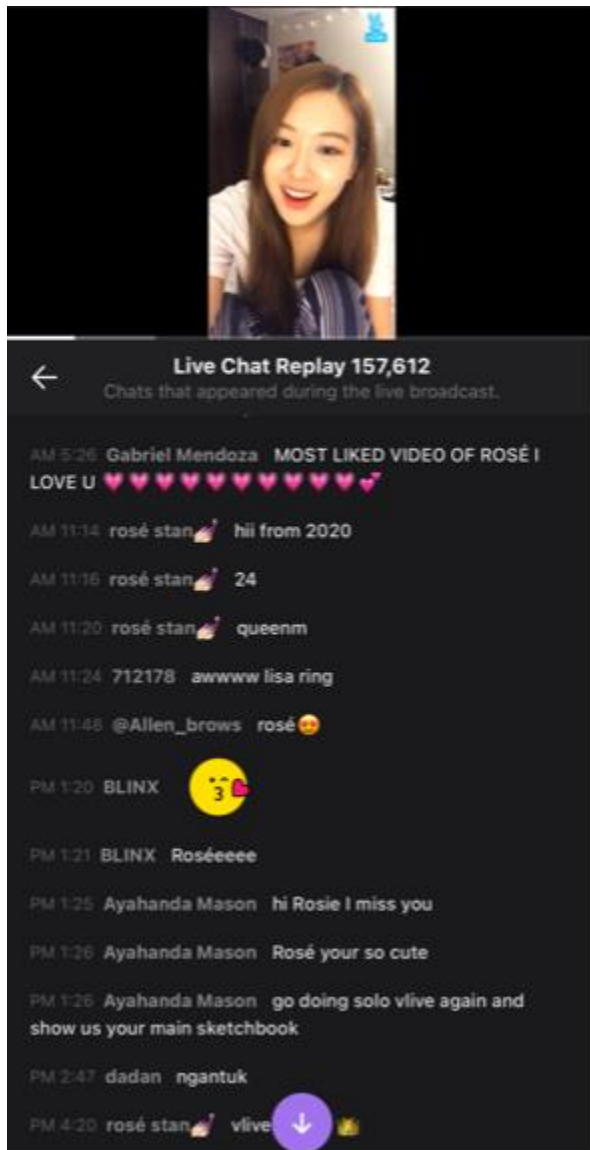 Live Chat Replay 157,612
Chats that appeared during the live broadcast.
AM 5:26 Gabriel Mendoza MOST LIKED VIDEO OF ROSÉ I
LOVE U 💗💗💗💗💗💗💗💗💗💗💕
AM 11:14 rosé stan💅🏻 hii from 2020
AM 11:16 rosé stan💅🏻 24
AM 11:20 rosé stan💅🏻 queenm
AM 11:24 712178 awwww lisa ring
AM 11:46 @Allen_brows rosé😍
PM 1:20 BLINX
PM 1:21 BLINX Roséeeee
PM 1:25 Ayahanda Mason hi Rosie I miss you
PM 1:26 Ayahanda Mason Rosé your so cute
PM 1:26 Ayahanda Mason go doing solo vlive again and
show us your main sketchbook
PM 2:47 dadan ngantuk
PM 4:20 rosé stan💅🏻 vlive